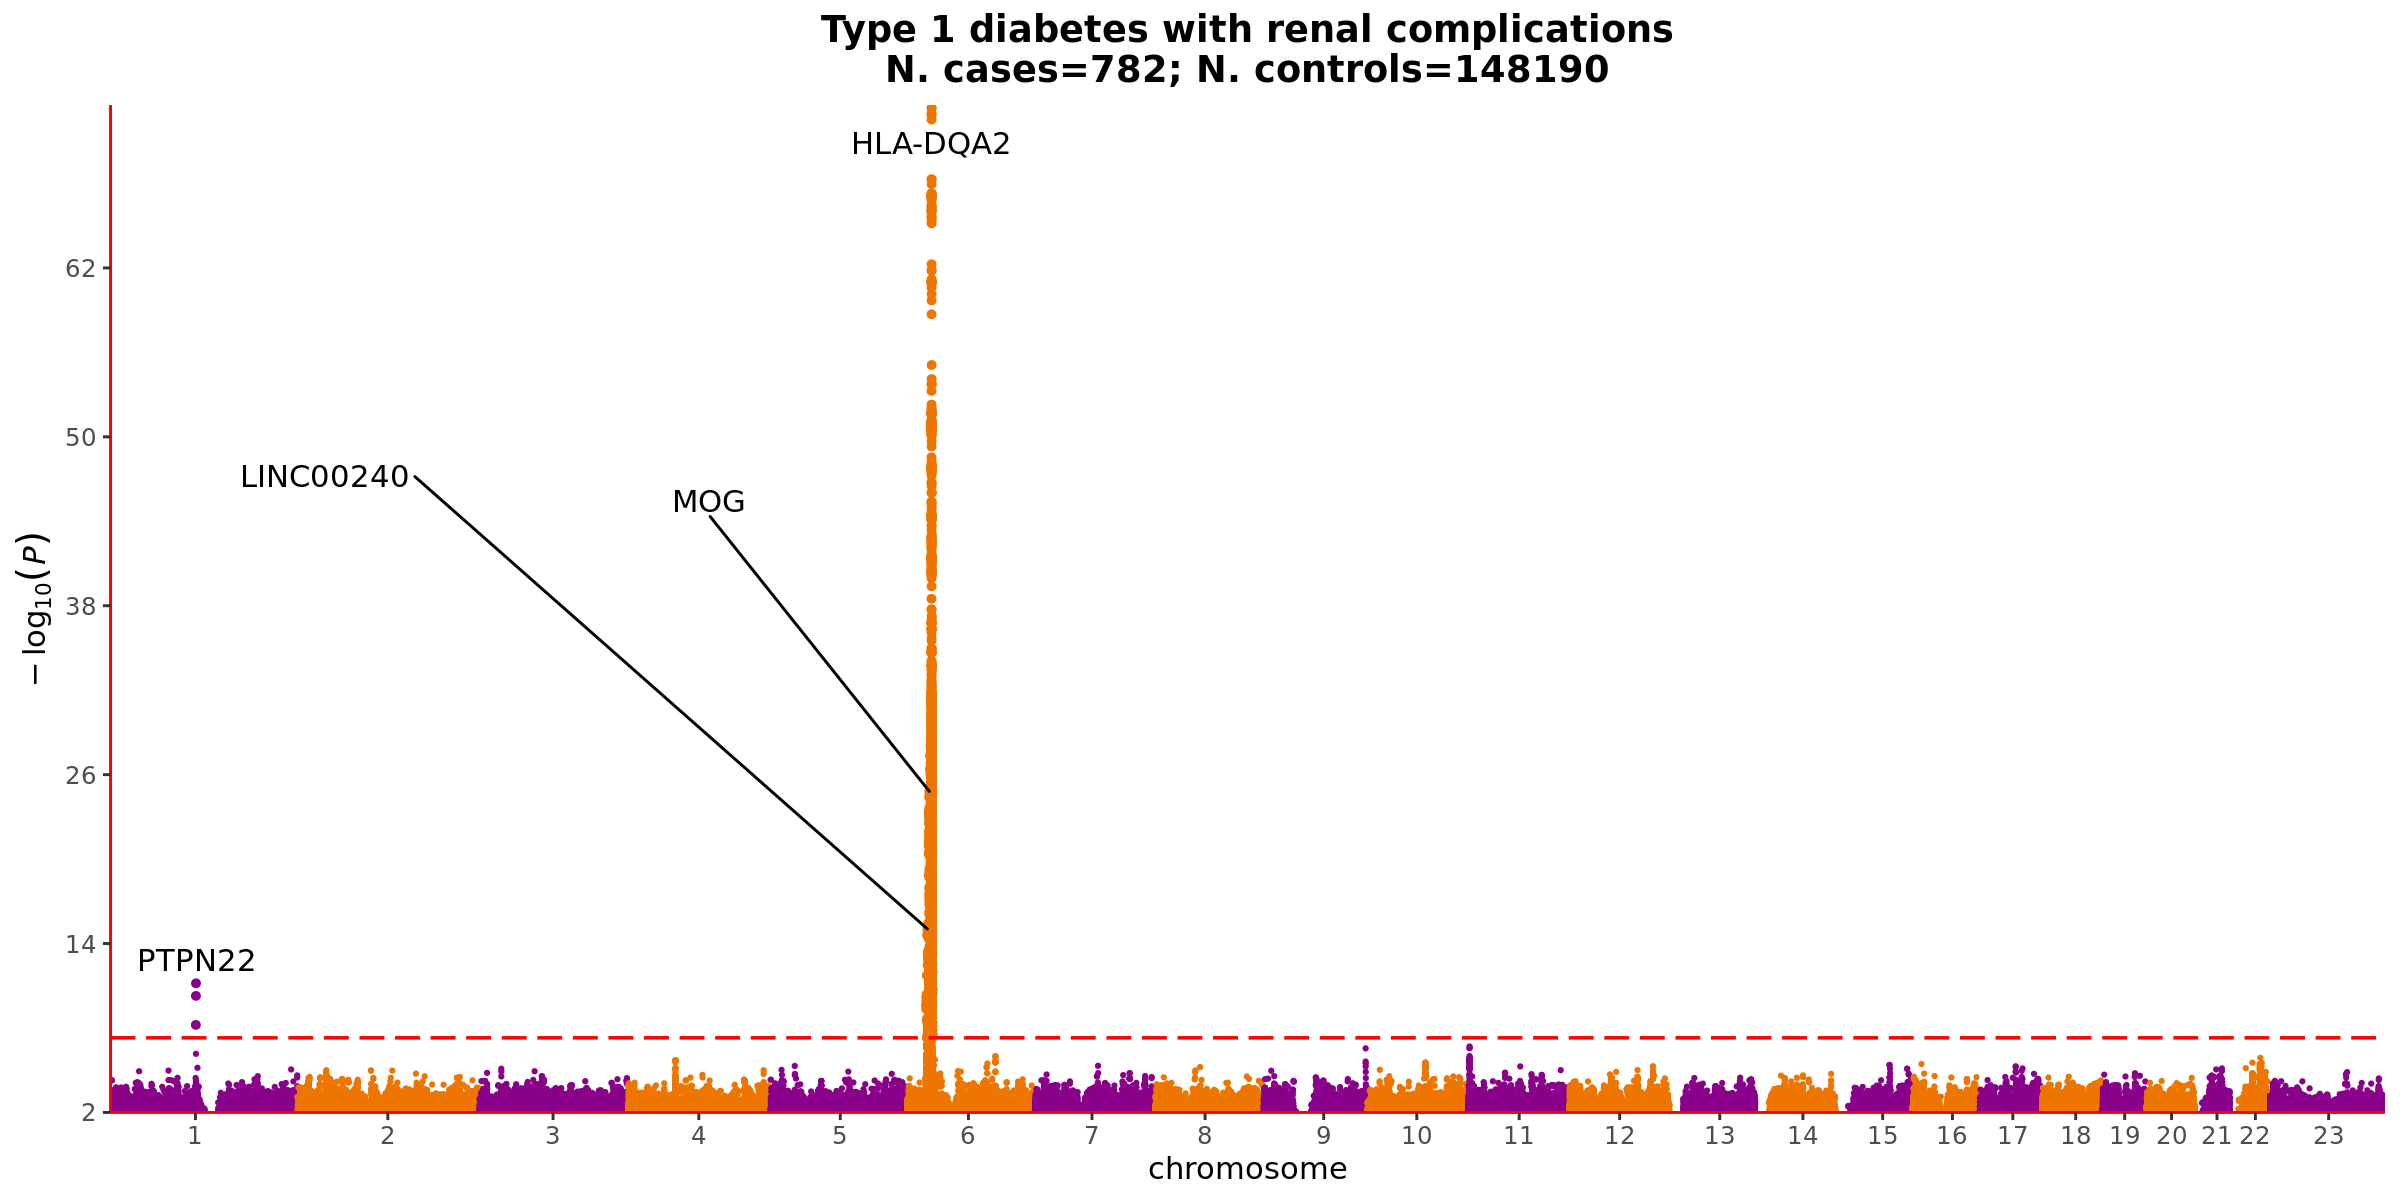 Type 1 diabetes with renal complications
N. cases=782; N. controls=148190
HLA-DQA2
62
50
LINC00240
MOG
38
− log10(P)
26
14
PTPN22
2
1 2 3 4 5 6 7 8 9 10 11 12 13 14 15 16 17 18 19 20 21 22 23
chromosome